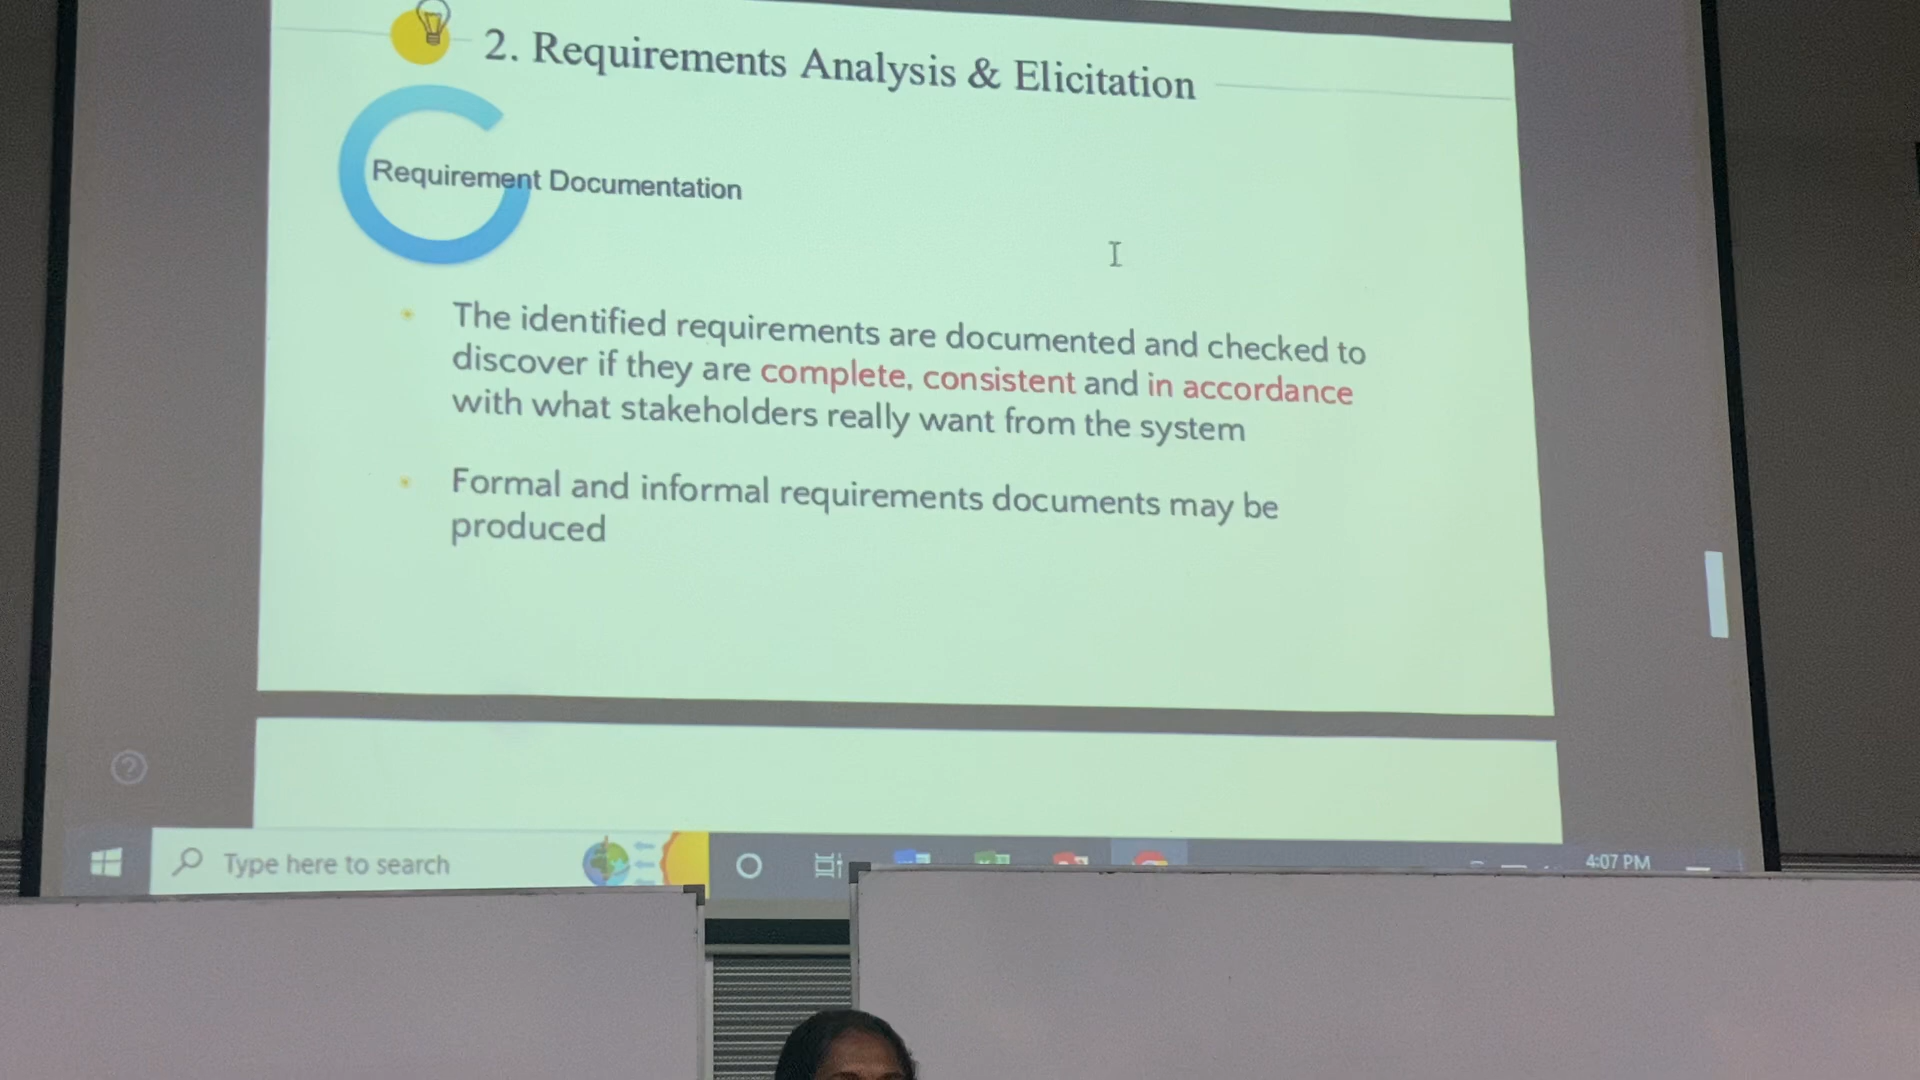 2. Requirements Analysis & Elicitation
Requirement Documentation
The identified requirements are documented and checked to
discover if they are complete, consistent and in accordance
with what stakeholders really want from the system
Formal and informal requirements documents may be
produced
Type here to search
4:07 PM